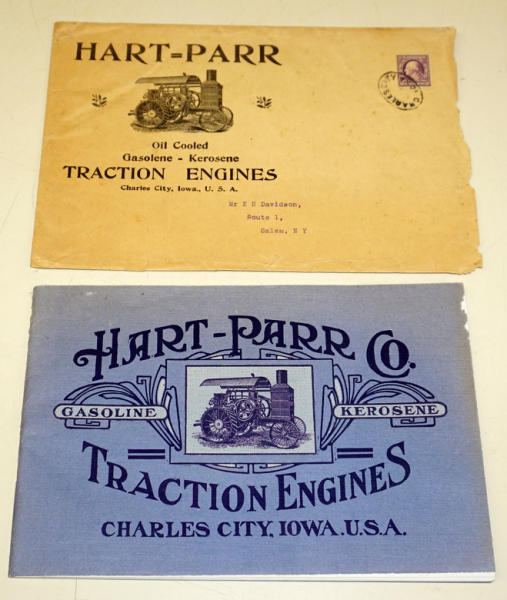 HART=PARR
Oil Cooled
Gasolene - Kerosene
TRACTION ENGINES
Charles City, Iowa., U. S. A.
Mr E S Davidson,
Route 1,
Salem, N Y
HART-PARR CO.
GASOLINE
KEROSENE
TRACTION ENGINES
CHARLES CITY, IOWA.U.S.A.